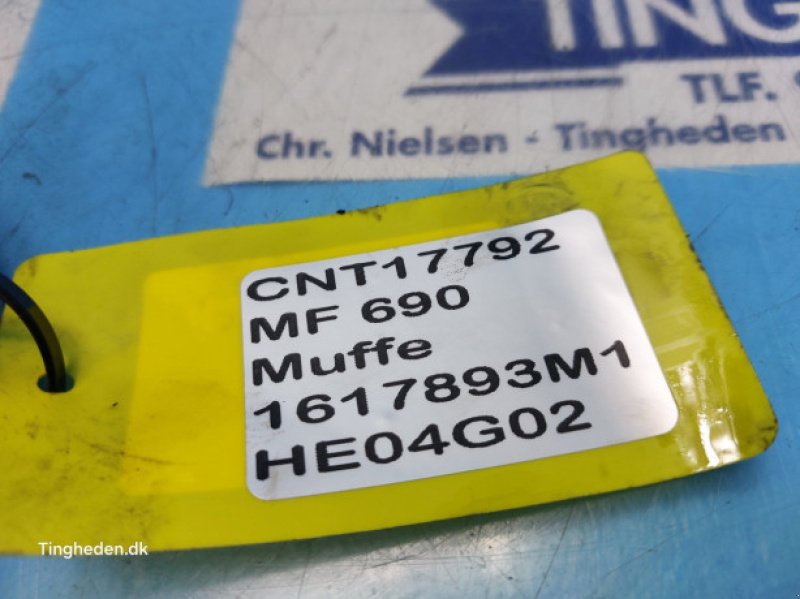 TING
TLF.
Chr. Nielsen - Tingheden
CNT17792
MF 690
Muffe
1617893M1
HE04G02
Tingheden.dk